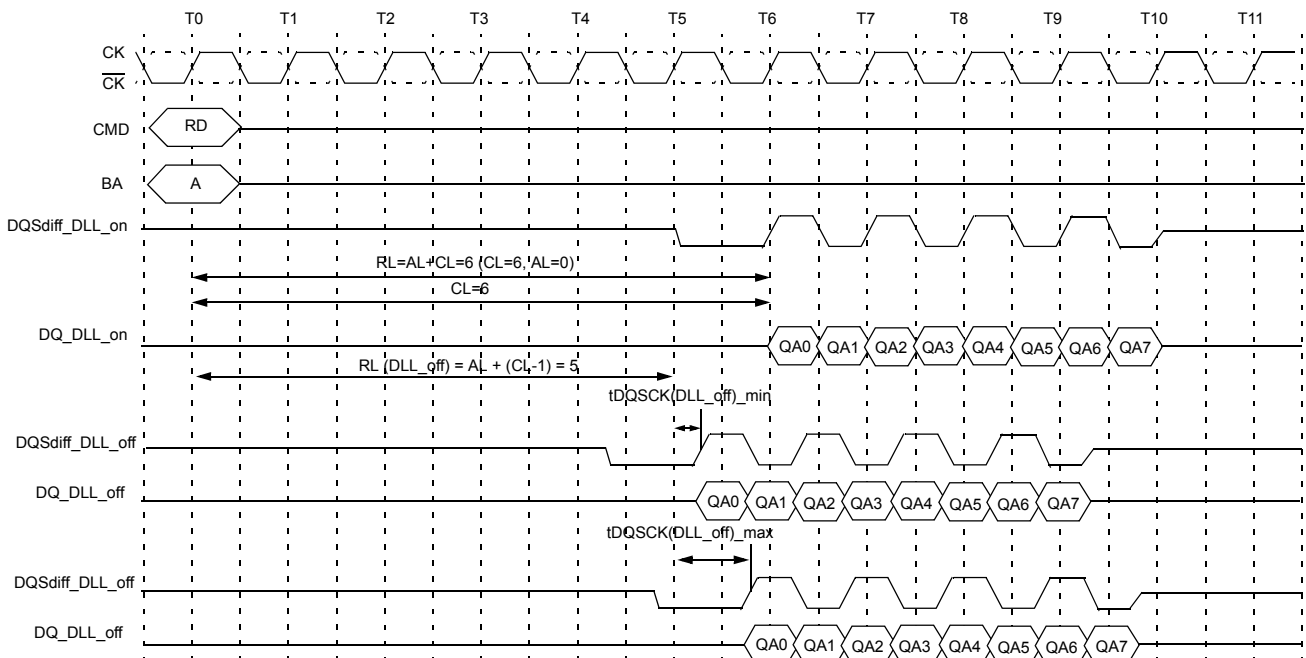 T0 T1 T2 T3 T4 T5 T6 T7 T8 T9 T10 T11
CK
CK
CMD RD
BA A
DQSdiff_DLL_on
RL=AL+CL=6 (CL=6, AL=0)
CL=6
DQ_DLL_on QA0 QA1 QA2 QA3 QA4 QA5 QA6 QA7
RL (DLL_off) = AL + (CL-1) = 5
tDQSCK(DLL_off)_min
DQSdiff_DLL_off
DQ_DLL_off QA0 QA1 QA2 QA3 QA4 QA5 QA6 QA7
tDQSCK(DLL_off)_max
DQSdiff_DLL_off
DQ_DLL_off QA0 QA1 QA2 QA3 QA4 QA5 QA6 QA7